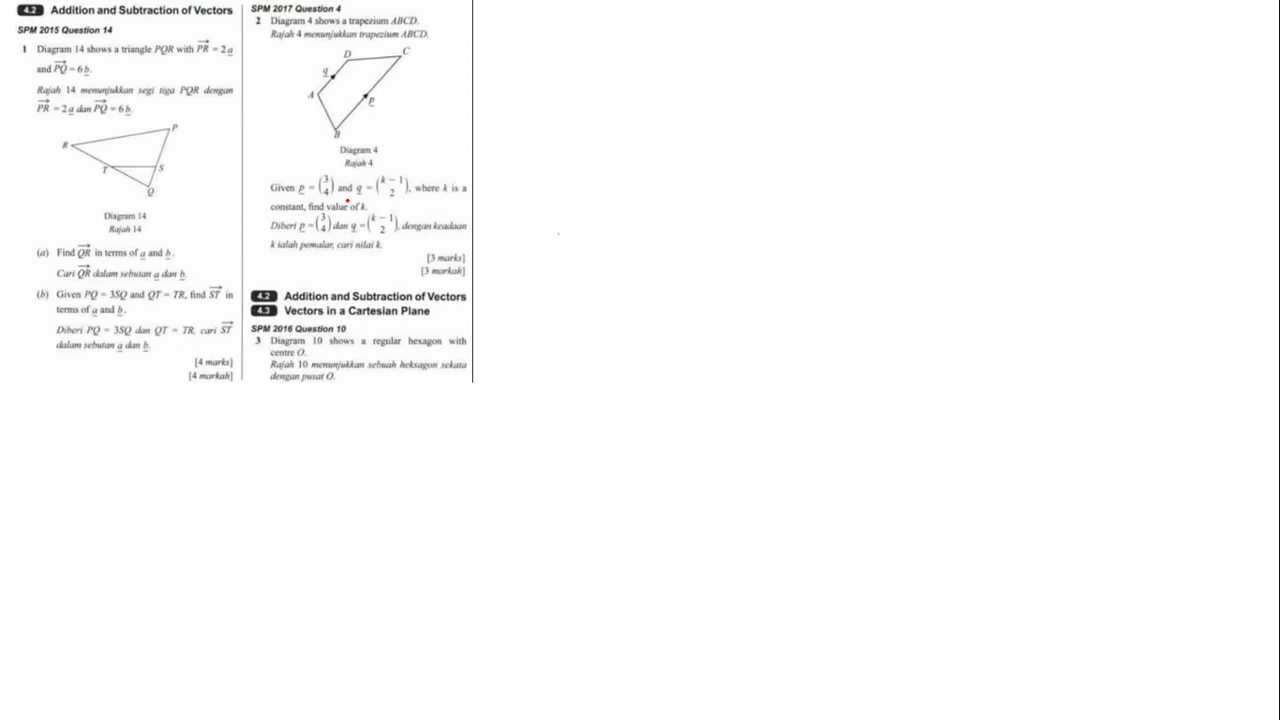 4.2 Addition and Subtraction of Vectors
SPM 2015 Question 14
1 Diagram 14 shows a triangle PQR with PR = 2a
and PQ = 6b.
Rajah 14 menunjukkan segi tiga PQR dengan
PR = 2a dan PQ = 6b.
P
R
T
S
Q
Diagram 14
Rajah 14
(a) Find QR in terms of a and b.
Cari QR dalam sebutan a dan b.
(b) Given PQ = 3SQ and QT = TR, find ST in
terms of a and b.
Diberi PQ = 3SQ dan QT = TR, cari ST
dalam sebutan a dan b.
[4 marks]
[4 markah]
SPM 2017 Question 4
2 Diagram 4 shows a trapezium ABCD.
Rajah 4 menunjukkan trapezium ABCD.
D
C
q
A
p
B
Diagram 4
Rajah 4
Given p = (3 4) and q = (k − 1 2), where k is a
constant, find value of k.
Diberi p = (3 4) dan q = (k − 1 2), dengan keadaan
k ialah pemalar, cari nilai k.
[3 marks]
[3 markah]
4.2 Addition and Subtraction of Vectors
4.3 Vectors in a Cartesian Plane
SPM 2016 Question 10
3 Diagram 10 shows a regular hexagon with
centre O.
Rajah 10 menunjukkan sebuah heksagon sekata
dengan pusat O.